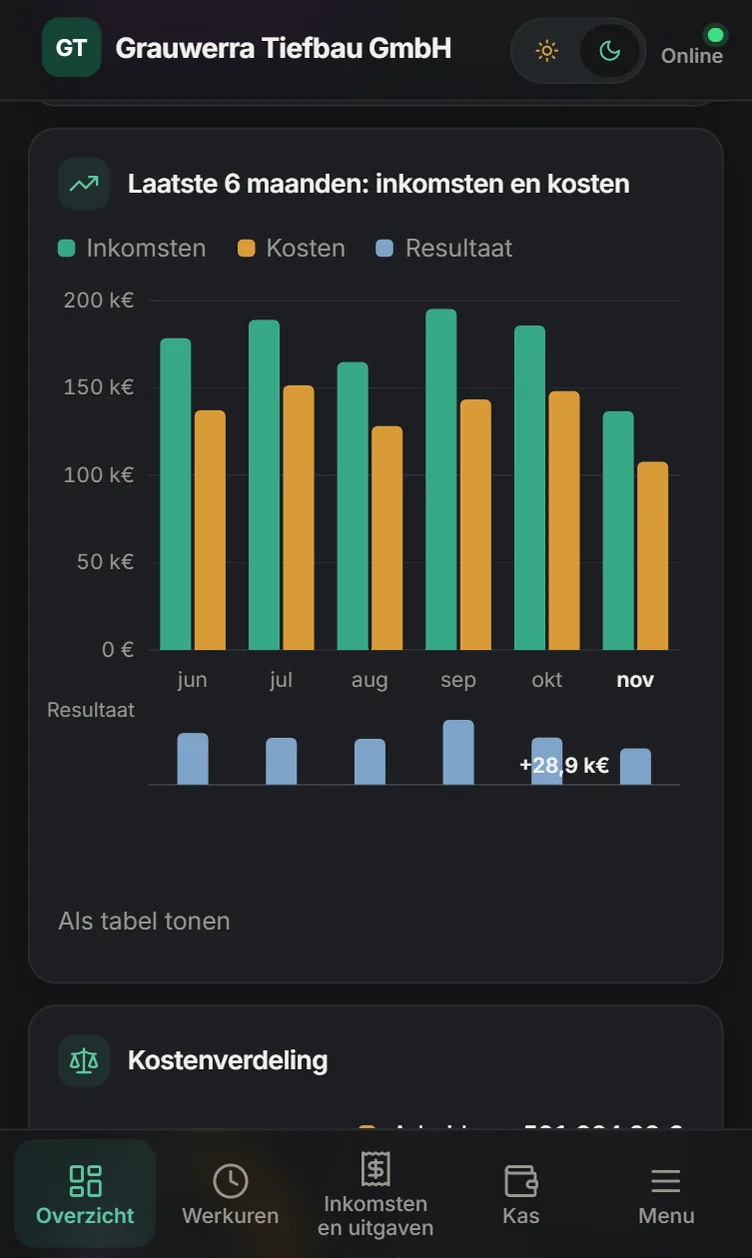 GT Grauwerra Tiefbau GmbH
Online
Laatste 6 maanden: inkomsten en kosten
Inkomsten Kosten Resultaat
200 k€
150 k€
100 k€
50 k€
0 €
jun jul aug sep okt nov
Resultaat
+28,9 k€
Als tabel tonen
Kostenverdeling
Overzicht
Werkuren
Inkomsten
en uitgaven
Kas
Menu